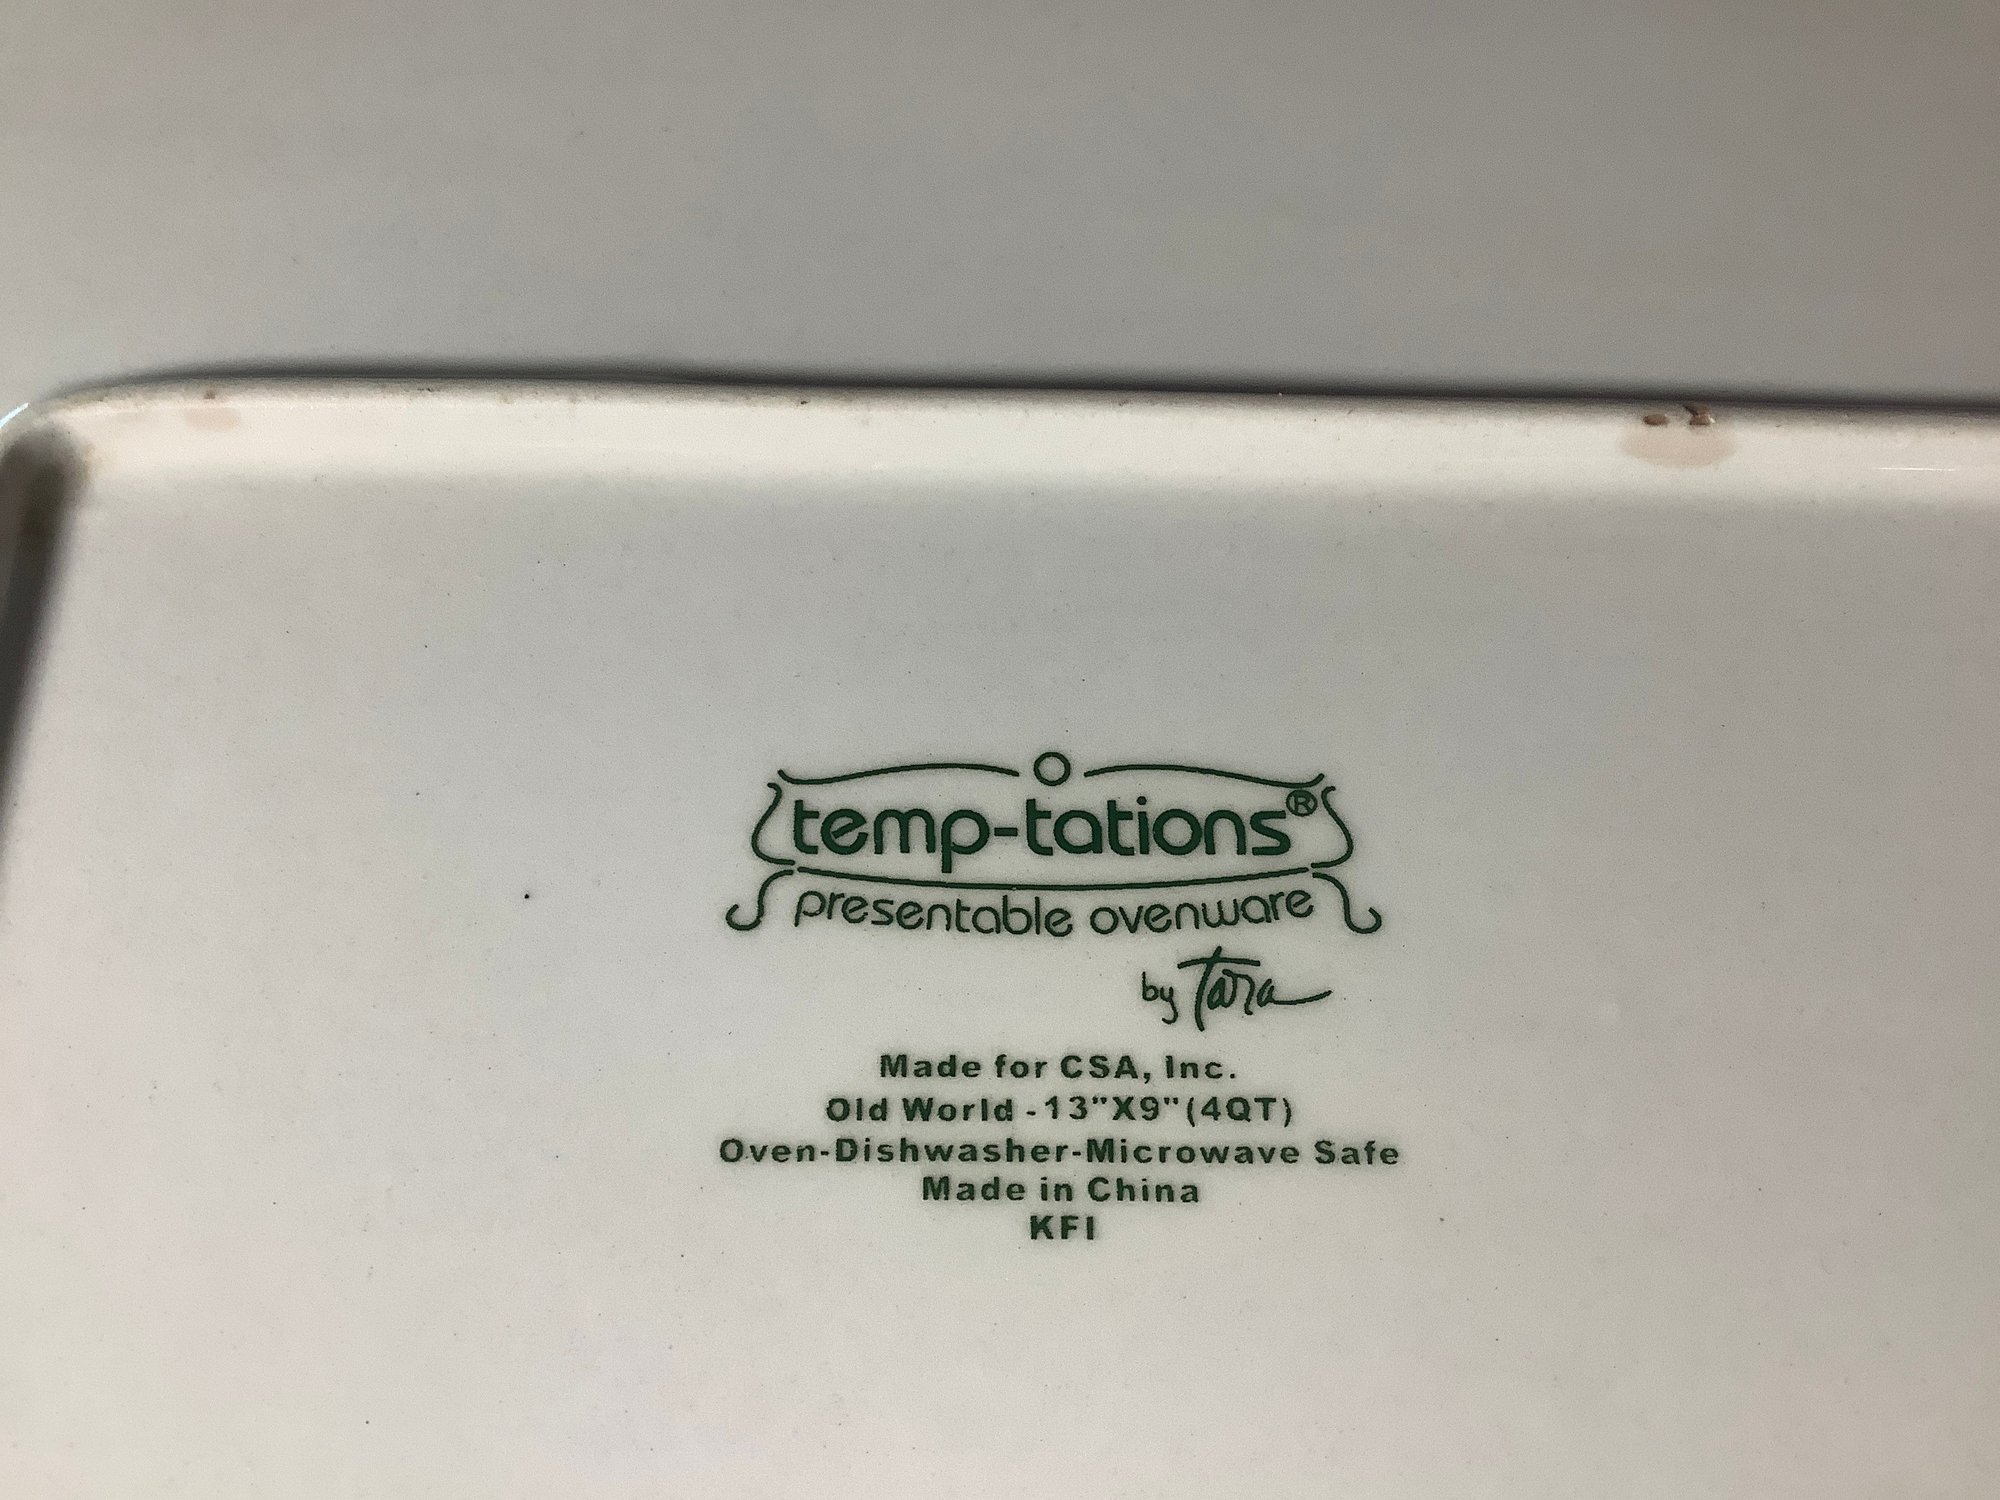 temp-tations®
presentable ovenware
by Tara
Made for CSA, Inc.
Old World - 13"X9"(4QT)
Oven-Dishwasher-Microwave Safe
Made in China
KFI